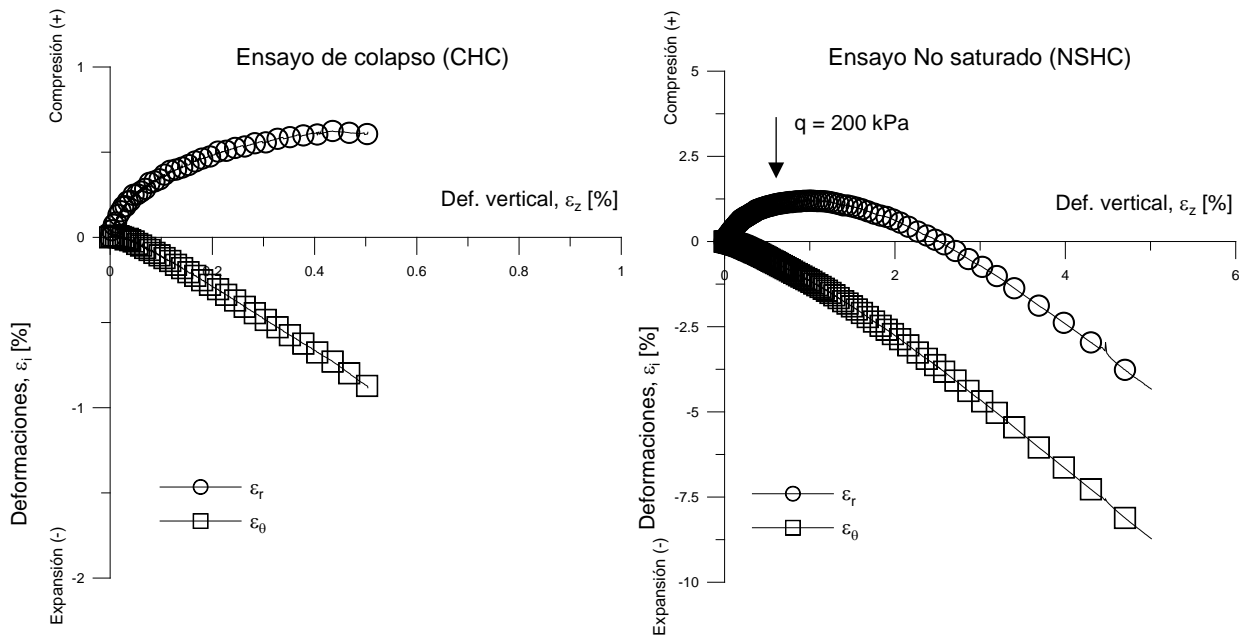 Ensayo de colapso (CHC)
Compresión (+)
1
0
-1
-2
Def. vertical, εz [%]
0
0.2
0.4
0.6
0.8
1
Deformaciones, εi [%]
εr
εθ
Expansión (-)
Ensayo No saturado (NSHC)
Compresión (+)
q = 200 kPa
5
2.5
0
-2.5
-5
-7.5
-10
Def. vertical, εz [%]
0
2
4
6
Deformaciones, εi [%]
εr
εθ
Expansión (-)